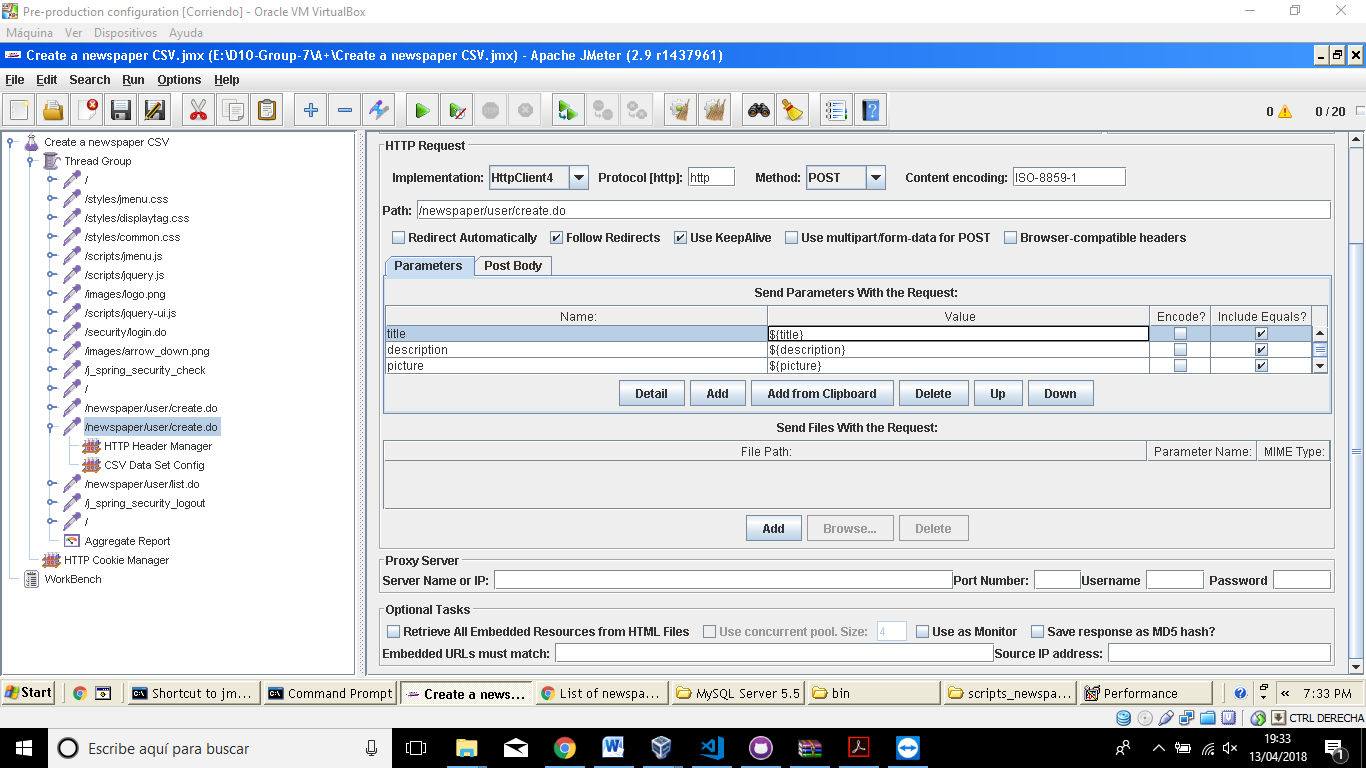 Pre-production configuration [Corriendo] - Oracle VM VirtualBox
Máquina Ver Dispositivos Ayuda
Create a newspaper CSV.jmx (E:\D10-Group-7\A+\Create a newspaper CSV.jmx) - Apache JMeter (2.9 r1437961)
File Edit Search Run Options Help
0 0 / 20
Create a newspaper CSV
Thread Group
/
/styles/jmenu.css
/styles/displaytag.css
/styles/common.css
/scripts/jmenu.js
/scripts/jquery.js
/images/logo.png
/scripts/jquery-ui.js
/security/login.do
/images/arrow_down.png
/j_spring_security_check
/
/newspaper/user/create.do
/newspaper/user/create.do
HTTP Header Manager
CSV Data Set Config
/newspaper/user/list.do
/j_spring_security_logout
/
Aggregate Report
HTTP Cookie Manager
WorkBench
HTTP Request
Implementation: HttpClient4 Protocol [http]: http Method: POST Content encoding: ISO-8859-1
Path: /newspaper/user/create.do
Redirect Automatically Follow Redirects Use KeepAlive Use multipart/form-data for POST Browser-compatible headers
Parameters Post Body
Send Parameters With the Request:
Name: Value Encode? Include Equals?
title ${title}
description ${description}
picture ${picture}
Detail Add Add from Clipboard Delete Up Down
Send Files With the Request:
File Path: Parameter Name: MIME Type:
Add Browse... Delete
Proxy Server
Server Name or IP: Port Number: Username Password
Optional Tasks
Retrieve All Embedded Resources from HTML Files Use concurrent pool. Size: 4 Use as Monitor Save response as MD5 hash?
Embedded URLs must match: Source IP address:
Start Shortcut to jm... Command Prompt Create a news... List of newspa... MySQL Server 5.5 bin scripts_newspa... Performance « 7:33 PM
CTRL DERECHA
Escribe aquí para buscar
19:33
13/04/2018
1